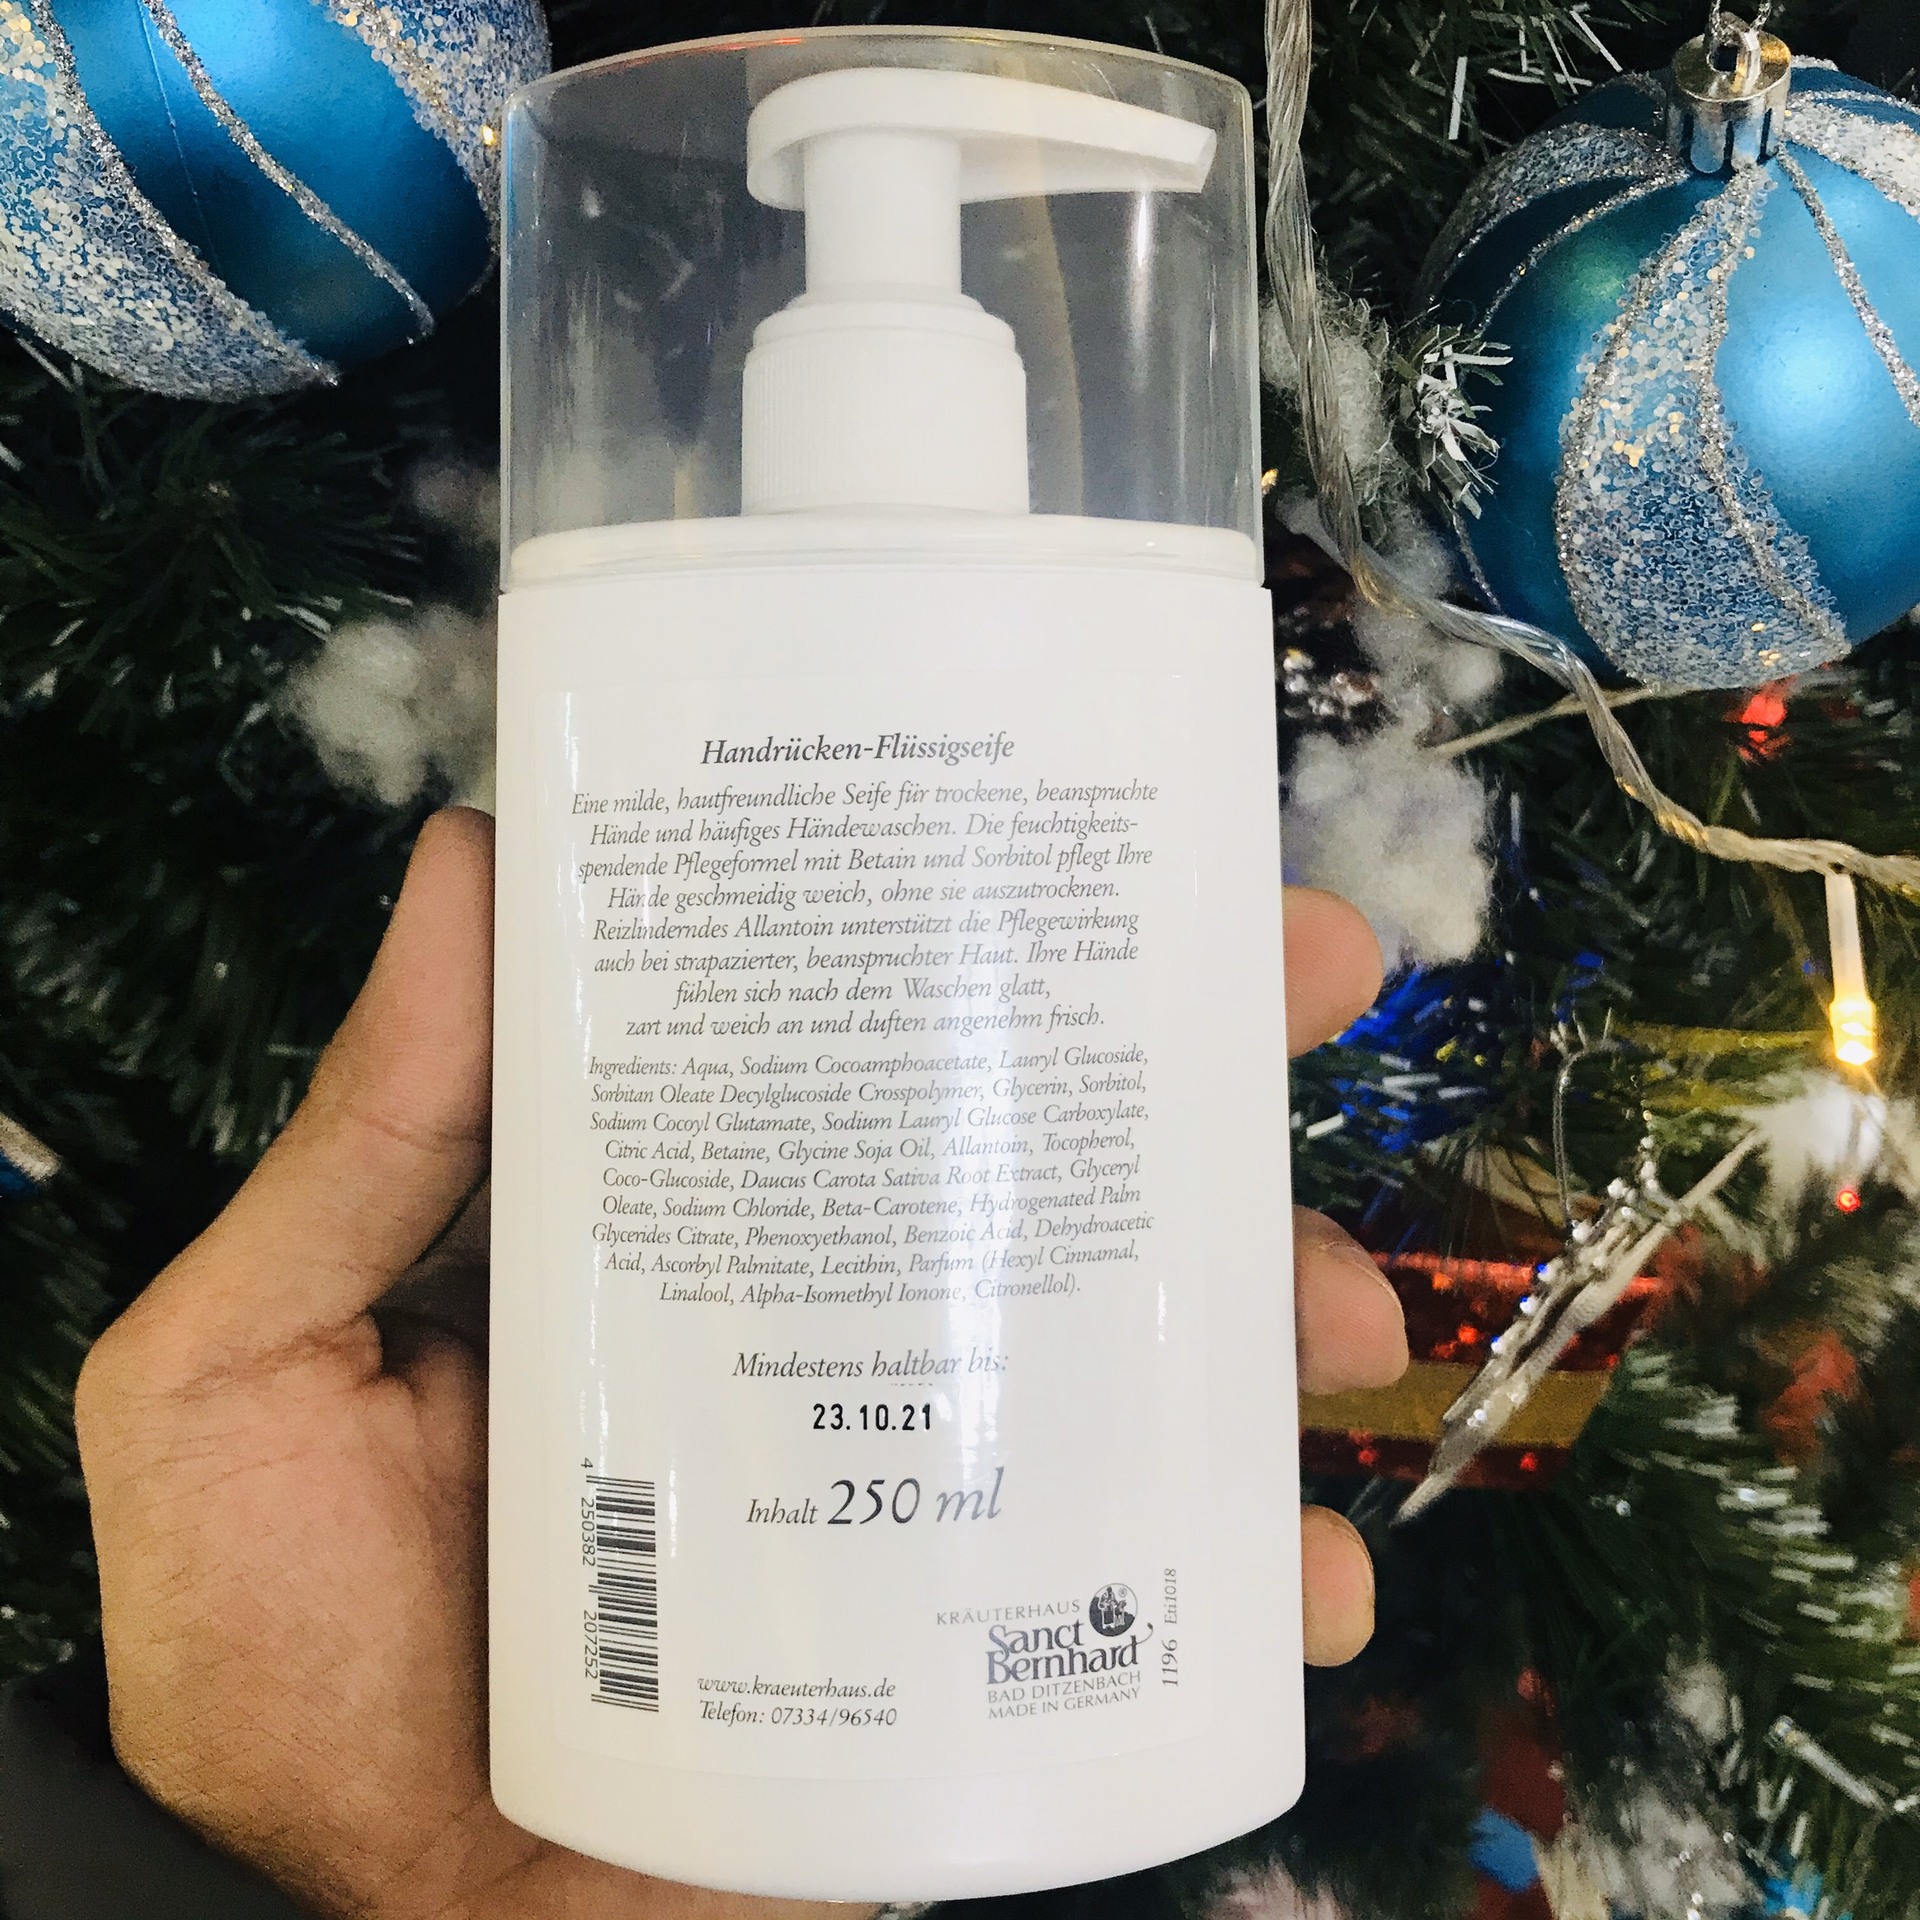 Handrücken-Flüssigseife
Eine milde, hautfreundliche Seife für trockene, beanspruchte
Hände und häufiges Händewaschen. Die feuchtigkeits-
spendende Pflegeformel mit Betain und Sorbitol pflegt Ihre
Hände geschmeidig weich, ohne sie auszutrocknen.
Reizlinderndes Allantoin unterstützt die Pflegewirkung
auch bei strapazierter, beanspruchter Haut. Ihre Hände
fühlen sich nach dem Waschen glatt,
zart und weich an und duften angenehm frisch.
Ingredients: Aqua, Sodium Cocoamphoacetate, Lauryl Glucoside,
Sorbitan Oleate Decylglucoside Crosspolymer, Glycerin, Sorbitol,
Sodium Cocoyl Glutamate, Sodium Lauryl Glucose Carboxylate,
Citric Acid, Betaine, Glycine Soja Oil, Allantoin, Tocopherol,
Coco-Glucoside, Daucus Carota Sativa Root Extract, Glyceryl
Oleate, Sodium Chloride, Beta-Carotene, Hydrogenated Palm
Glycerides Citrate, Phenoxyethanol, Benzoic Acid, Dehydroacetic
Acid, Ascorbyl Palmitate, Lecithin, Parfum (Hexyl Cinnamal,
Linalool, Alpha-Isomethyl Ionone, Citronellol).
Mindestens haltbar bis:
23.10.21
Inhalt 250 ml
4 250382 207252
www.kraeuterhaus.de
Telefon: 07334/96540
KRÄUTERHAUS
Sanct
Bernhard
BAD DITZENBACH
MADE IN GERMANY
1196 Eti1018